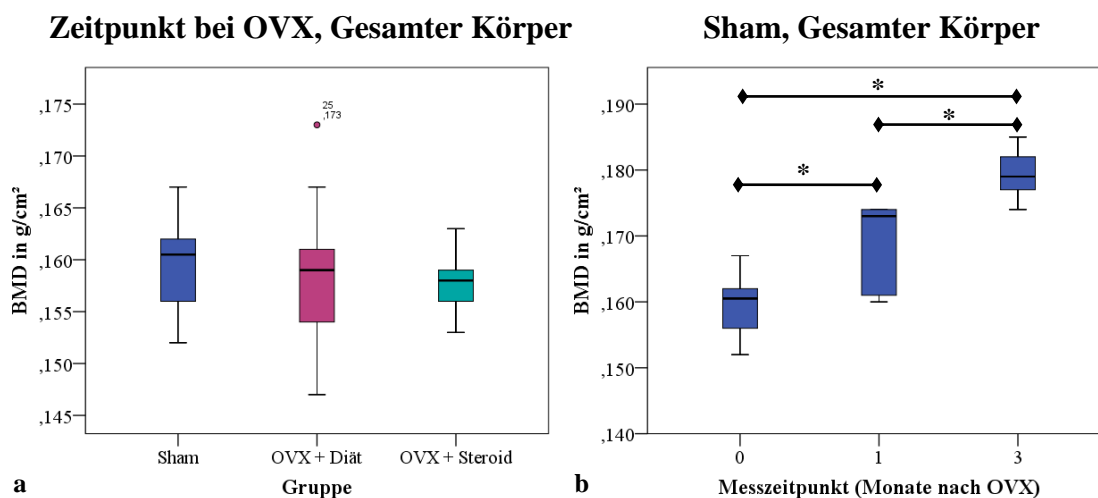 Zeitpunkt bei OVX, Gesamter Körper
BMD in g/cm²
,175
,170
,165
,160
,155
,150
,145
25
,173
Sham
OVX + Diät
OVX + Steroid
Gruppe
a
Sham, Gesamter Körper
BMD in g/cm²
,190
,180
,170
,160
,150
,140
*
*
*
0
1
3
Messzeitpunkt (Monate nach OVX)
b